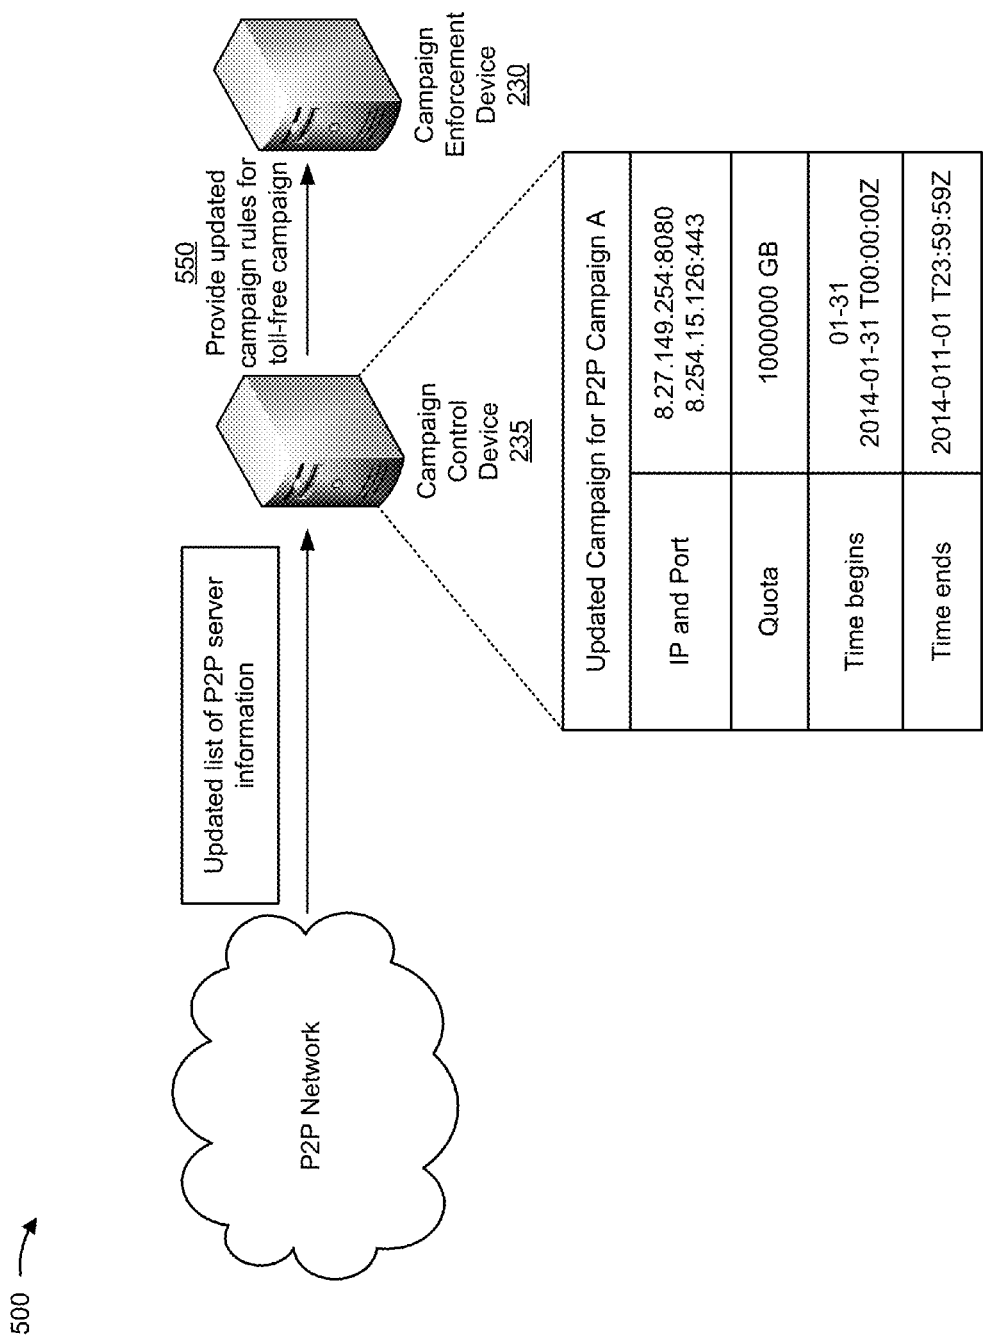 500
P2P Network
Updated list of P2P server
information
550
Provide updated
campaign rules for
toll-free campaign
Campaign
Control
Device
235
Campaign
Enforcement
Device
230
Updated Campaign for P2P Campaign A
IP and Port
8.27.149.254:8080
8.254.15.126:443
Quota
1000000 GB
Time begins
01-31
2014-01-31 T00:00:00Z
Time ends
2014-011-01 T23:59:59Z